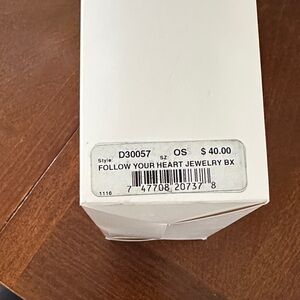 Style D30057 SZ OS $ 40.00
FOLLOW YOUR HEART JEWELRY BX
7 47708 20737 8
1116